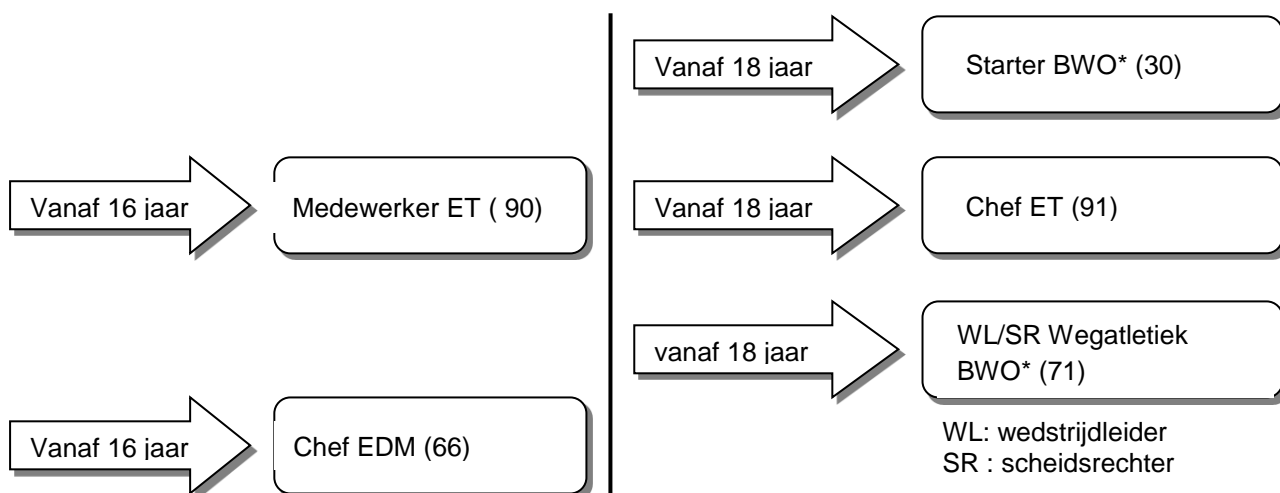 Vanaf 16 jaar
Medewerker ET ( 90)
Vanaf 16 jaar
Chef EDM (66)
Vanaf 18 jaar
Starter BWO* (30)
Vanaf 18 jaar
Chef ET (91)
vanaf 18 jaar
WL/SR Wegatletiek
BWO* (71)
WL: wedstrijdleider
SR : scheidsrechter